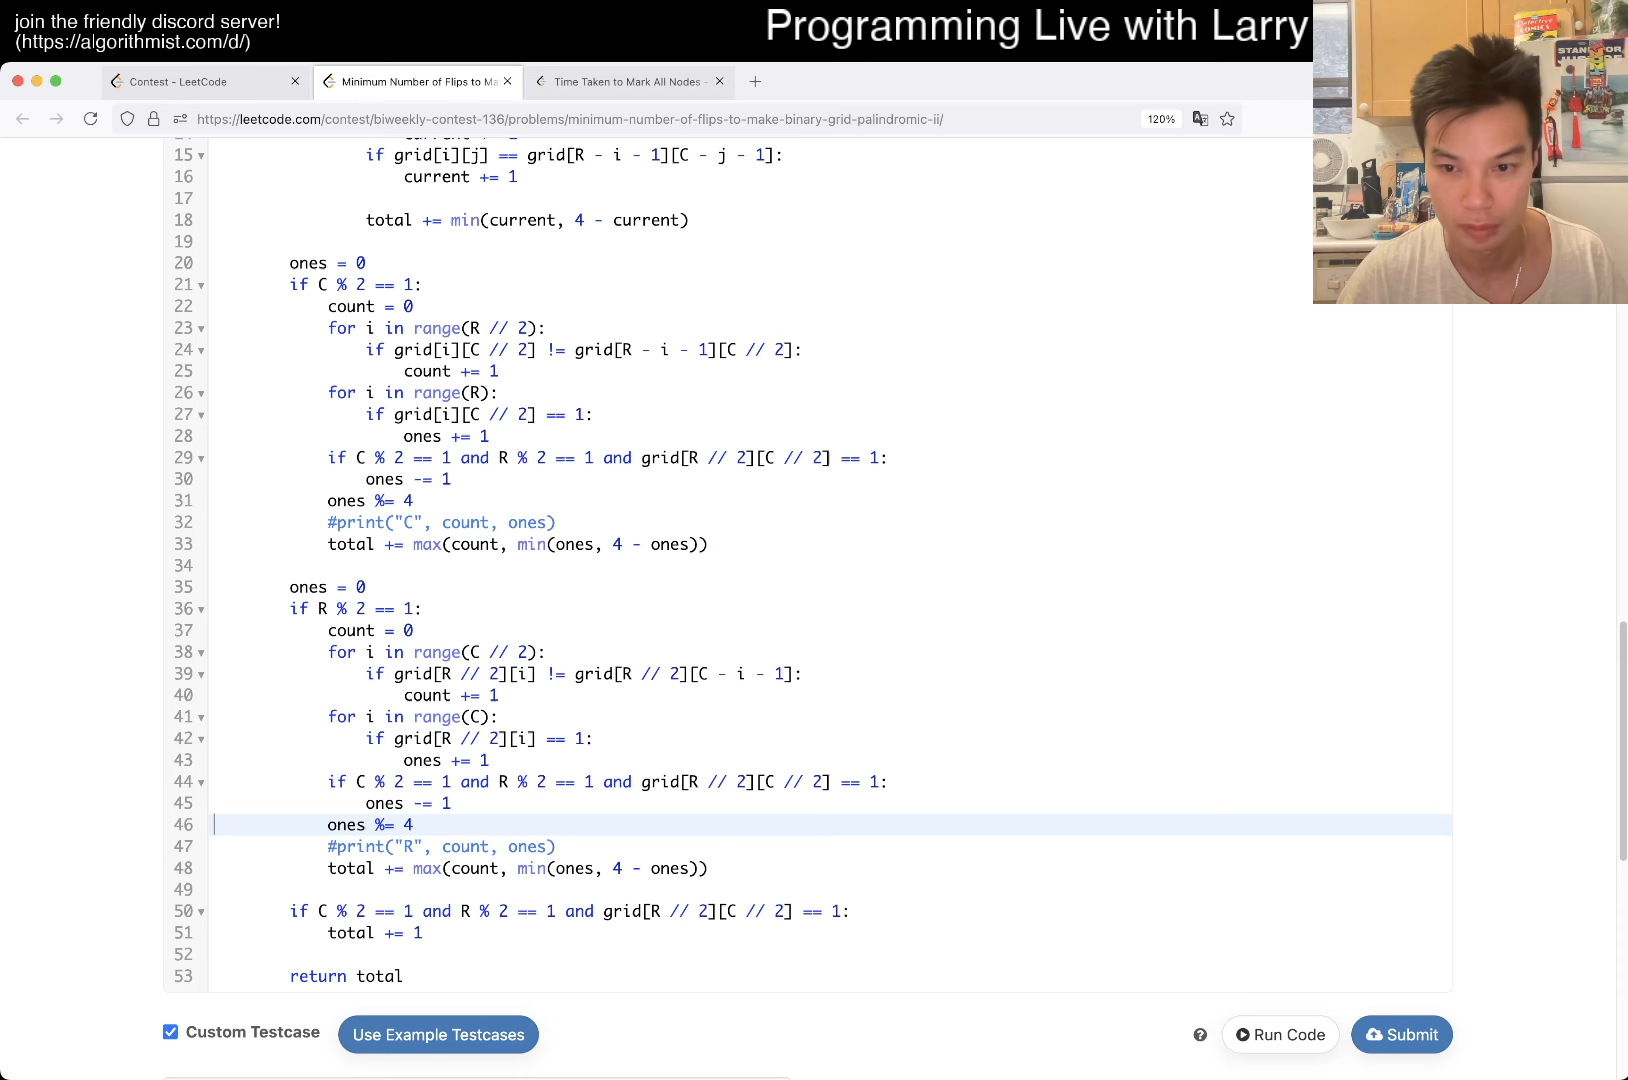 join the friendly discord server!
(https://algorithmist.com/d/)
Programming Live with Larry
Contest - LeetCode
Minimum Number of Flips to Ma
Time Taken to Mark All Nodes -
https://leetcode.com/contest/biweekly-contest-136/problems/minimum-number-of-flips-to-make-binary-grid-palindromic-ii/
120%
15 if grid[i][j] == grid[R - i - 1][C - j - 1]:
16 current += 1
17
18 total += min(current, 4 - current)
19
20 ones = 0
21 if C % 2 == 1:
22 count = 0
23 for i in range(R // 2):
24 if grid[i][C // 2] != grid[R - i - 1][C // 2]:
25 count += 1
26 for i in range(R):
27 if grid[i][C // 2] == 1:
28 ones += 1
29 if C % 2 == 1 and R % 2 == 1 and grid[R // 2][C // 2] == 1:
30 ones -= 1
31 ones %= 4
32 #print("C", count, ones)
33 total += max(count, min(ones, 4 - ones))
34
35 ones = 0
36 if R % 2 == 1:
37 count = 0
38 for i in range(C // 2):
39 if grid[R // 2][i] != grid[R // 2][C - i - 1]:
40 count += 1
41 for i in range(C):
42 if grid[R // 2][i] == 1:
43 ones += 1
44 if C % 2 == 1 and R % 2 == 1 and grid[R // 2][C // 2] == 1:
45 ones -= 1
46 ones %= 4
47 #print("R", count, ones)
48 total += max(count, min(ones, 4 - ones))
49
50 if C % 2 == 1 and R % 2 == 1 and grid[R // 2][C // 2] == 1:
51 total += 1
52
53 return total
Custom Testcase
Use Example Testcases
Run Code
Submit